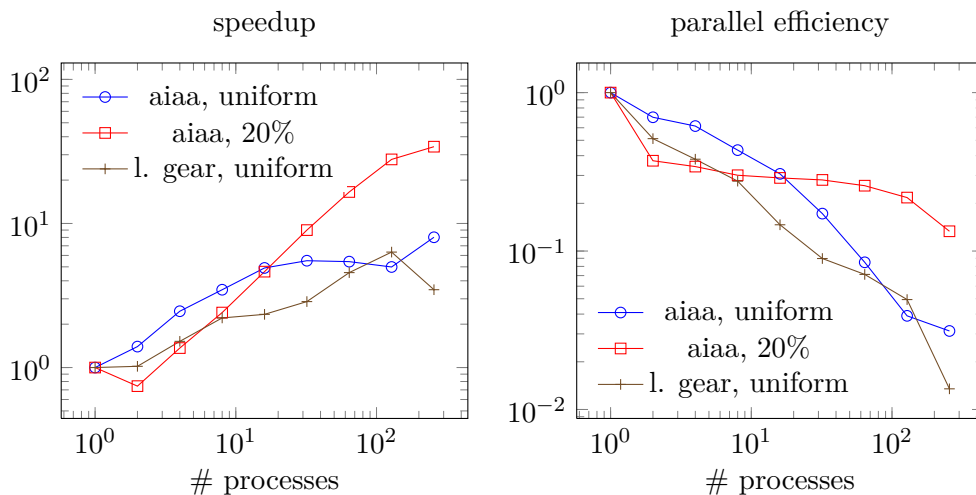 speedup
10^2
10^1
10^0
aiaa, uniform
aiaa, 20%
l. gear, uniform
10^0
10^1
10^2
# processes
parallel efficiency
10^0
10^-1
10^-2
aiaa, uniform
aiaa, 20%
l. gear, uniform
10^0
10^1
10^2
# processes